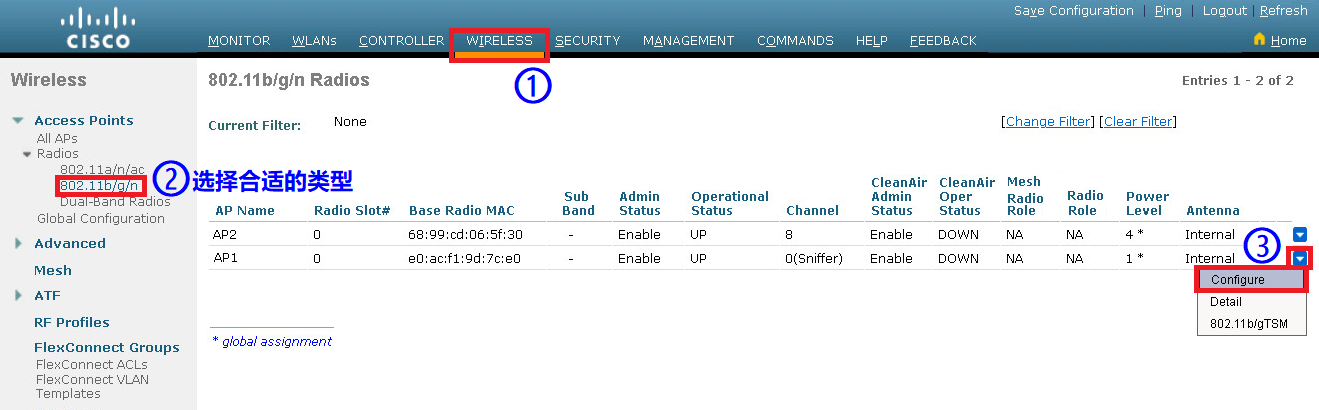 Save Configuration | Ping | Logout | Refresh
CISCO
MONITOR WLANs CONTROLLER WIRELESS SECURITY MANAGEMENT COMMANDS HELP FEEDBACK Home
①
Wireless
802.11b/g/n Radios
Entries 1 - 2 of 2
Access Points
All APs
Radios
802.11a/n/ac
802.11b/g/n
Dual-Band Radios
Global Configuration
Advanced
Mesh
ATF
RF Profiles
FlexConnect Groups
FlexConnect ACLs
FlexConnect VLAN
Templates
②选择合适的类型
Current Filter: None [Change Filter] [Clear Filter]
AP Name Radio Slot# Base Radio MAC Sub Band Admin Status Operational Status Channel CleanAir Admin Status CleanAir Oper Status Mesh Radio Role Radio Role Power Level Antenna
AP2 0 68:99:cd:06:5f:30 - Enable UP 8 Enable DOWN NA NA 4 * Internal
AP1 0 e0:ac:f1:9d:7c:e0 - Enable UP 0(Sniffer) Enable DOWN NA NA 1 * Internal
③
Configure
Detail
802.11b/gTSM
* global assignment